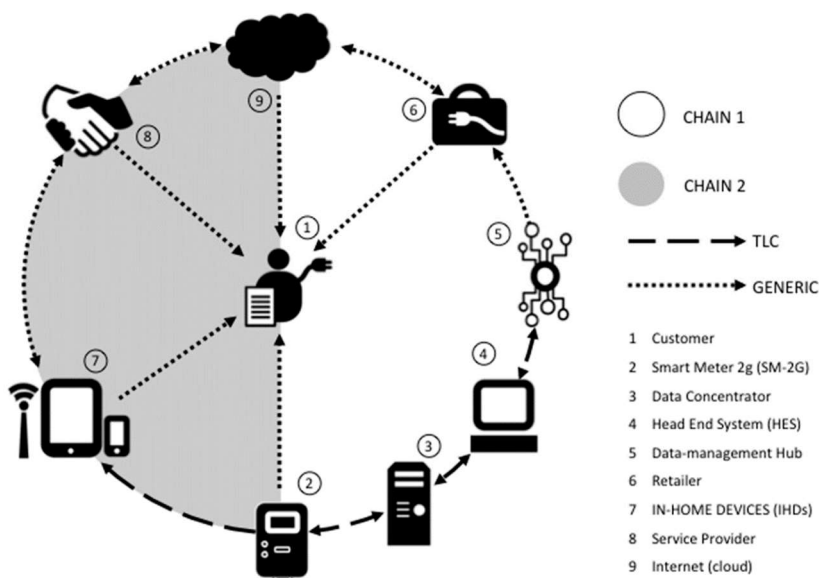 9
8
6
1
5
7
4
3
2
CHAIN 1
CHAIN 2
TLC
GENERIC
1 Customer
2 Smart Meter 2g (SM-2G)
3 Data Concentrator
4 Head End System (HES)
5 Data-management Hub
6 Retailer
7 IN-HOME DEVICES (IHDs)
8 Service Provider
9 Internet (cloud)